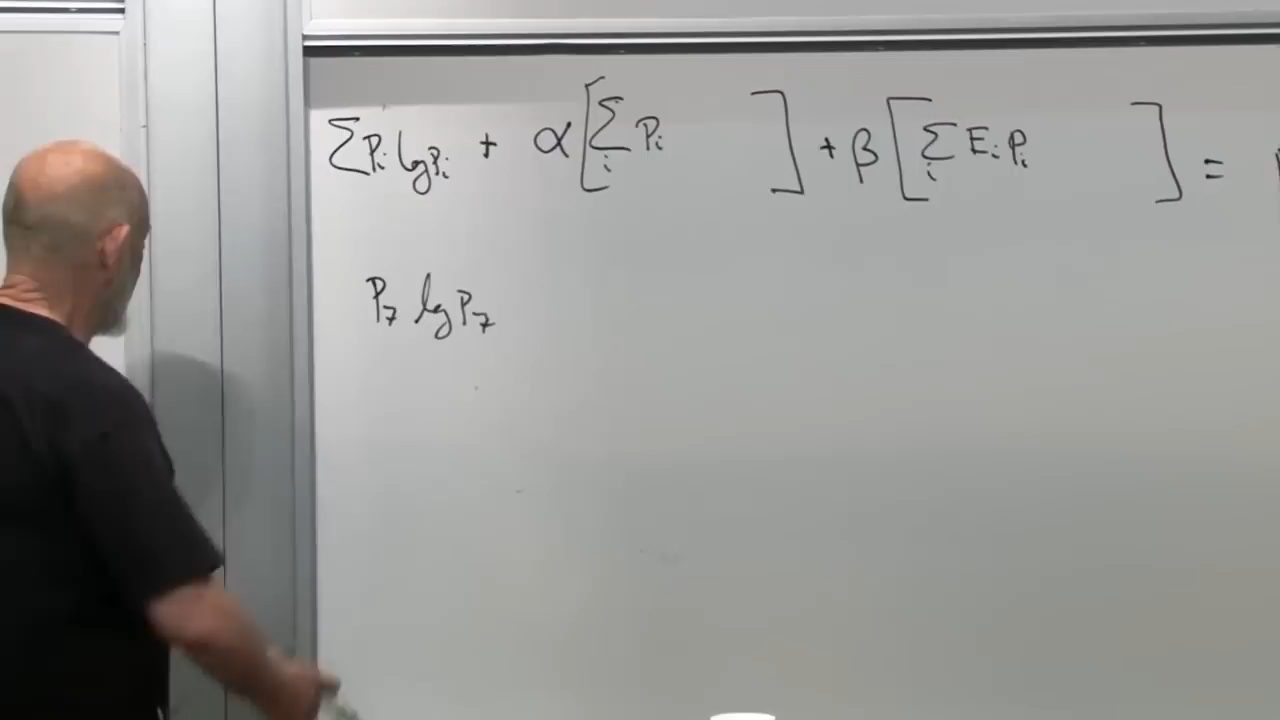 ∑ Pᵢ log Pᵢ + α [ ∑ᵢ Pᵢ ] + β [ ∑ᵢ Eᵢ Pᵢ ] =
P₇ log P₇